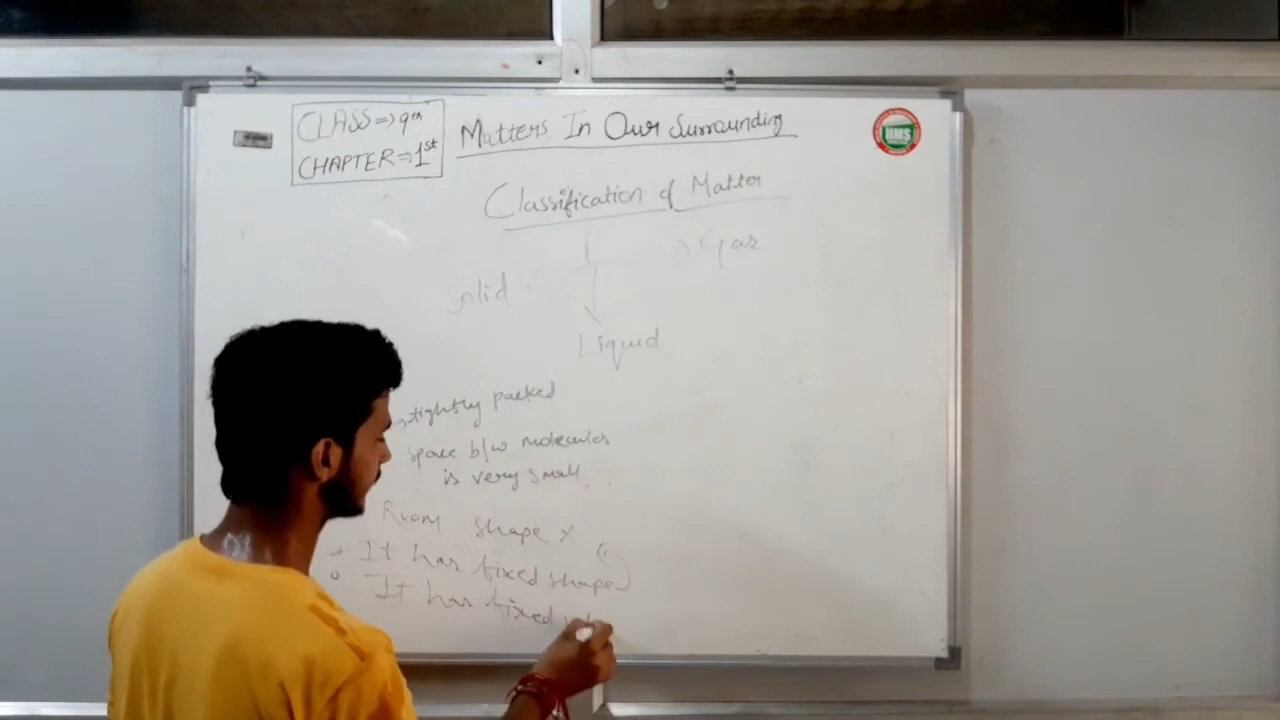 CLASS => 9th
CHAPTER => 1st
Matters In Our Surrounding
IIMS
Classification of Matter
Gas
Solid
Liquid
tightly packed
space b/w molecules
is very small
Room shape x
It has fixed shape
It has fixed